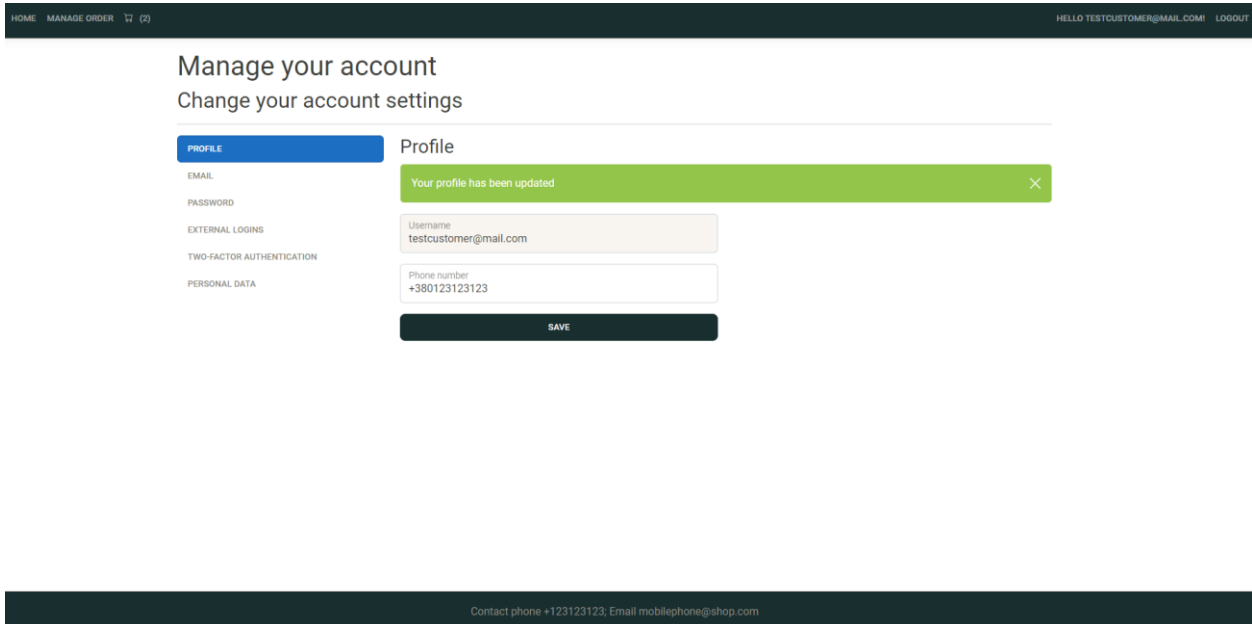 HOME MANAGE ORDER (2) HELLO TESTCUSTOMER@MAIL.COM! LOGOUT
Manage your account
Change your account settings
PROFILE
EMAIL
PASSWORD
EXTERNAL LOGINS
TWO-FACTOR AUTHENTICATION
PERSONAL DATA
Profile
Your profile has been updated
Username
testcustomer@mail.com
Phone number
+380123123123
SAVE
Contact phone +123123123; Email mobilephone@shop.com